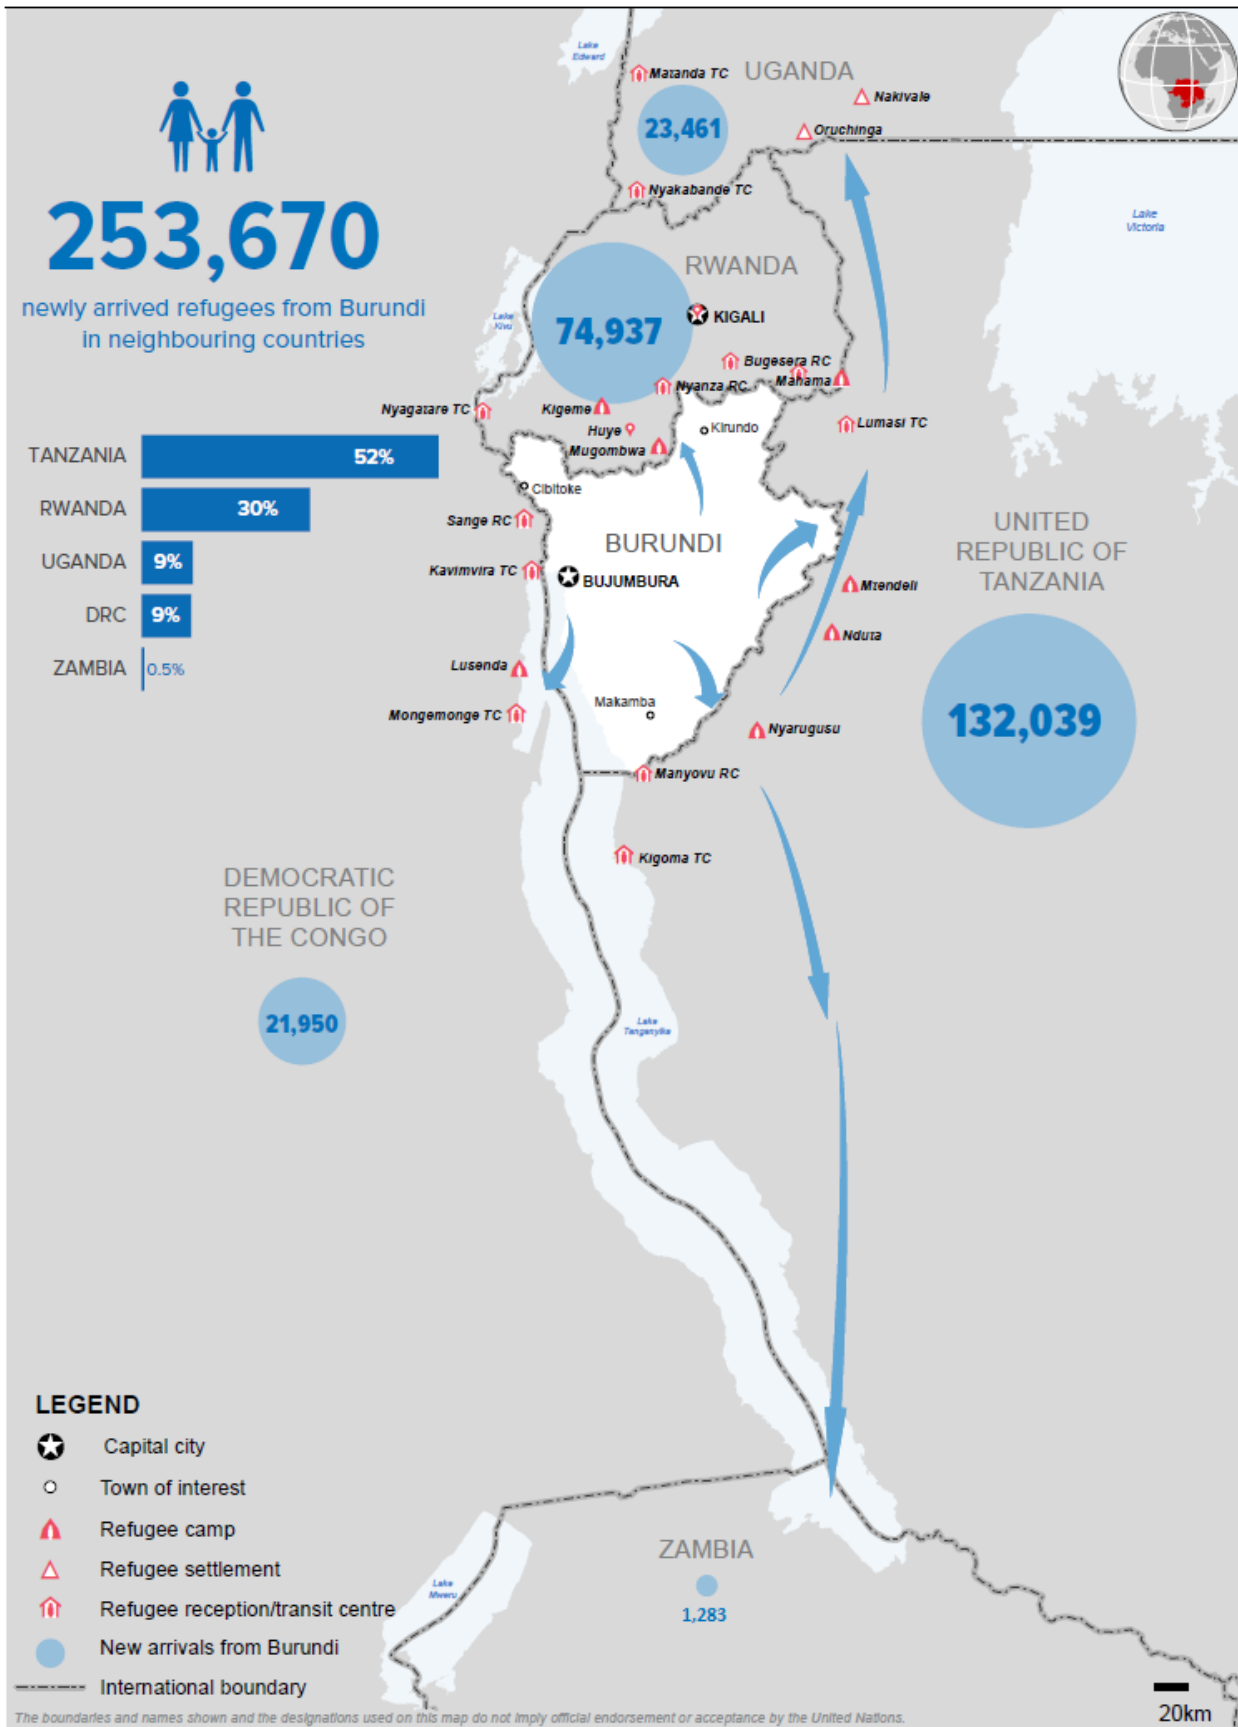 253,670
newly arrived refugees from Burundi
in neighbouring countries
TANZANIA 52%
RWANDA 30%
UGANDA 9%
DRC 9%
ZAMBIA 0.5%
Lake
Edward
Matanda TC
UGANDA
Nakivale
23,461
Oruchinga
Nyakabande TC
Lake
Victoria
RWANDA
Lake
Kivu
KIGALI
74,937
Bugesera RC
Nyanza RC
Mahama
Nyagatare TC
Kigeme
Huye
Kirundo
Lumasi TC
Mugombwa
Cibitoke
Sange RC
BURUNDI
UNITED
REPUBLIC OF
TANZANIA
Kavimvira TC
BUJUMBURA
Mtendeli
Nduta
Lusenda
Makamba
Mongemonge TC
Nyarugusu
132,039
Manyovu RC
Kigoma TC
DEMOCRATIC
REPUBLIC OF
THE CONGO
21,950
Lake
Tanganyika
LEGEND
Capital city
Town of interest
Refugee camp
Refugee settlement
Refugee reception/transit centre
New arrivals from Burundi
International boundary
ZAMBIA
1,283
Lake
Mweru
20km
The boundaries and names shown and the designations used on this map do not imply official endorsement or acceptance by the United Nations.